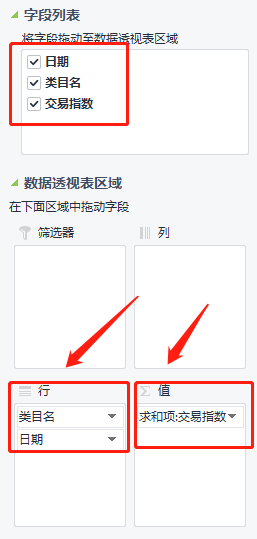 字段列表
将字段拖动至数据透视表区域
日期
类目名
交易指数
数据透视表区域
在下面区域中拖动字段
筛选器 列
行 值
类目名 求和项:交易指数
日期